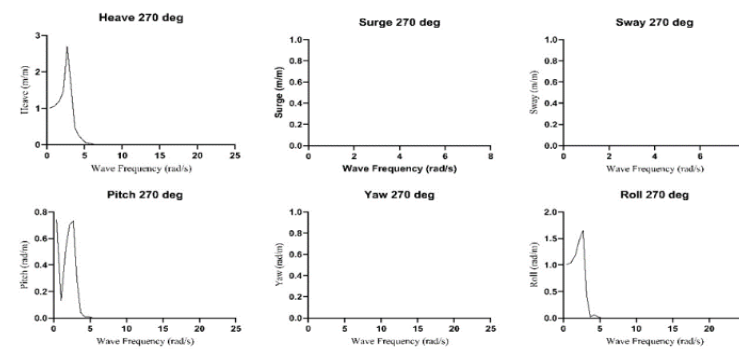 Heave 270 deg
Surge 270 deg
Sway 270 deg
3
2
1
0
Heave (m/m)
0 5 10 15 20 25
Wave Frequency (rad/s)
1.0
0.8
0.6
0.4
0.2
0.0
Surge (m/m)
0 2 4 6 8
Wave Frequency (rad/s)
1.0
0.8
0.6
0.4
0.2
0.0
Sway (m/m)
0 2 4 6
Wave Frequency (rad/s)
Pitch 270 deg
Yaw 270 deg
Roll 270 deg
0.8
0.6
0.4
0.2
0.0
Pitch (rad/m)
0 5 10 15 20 25
Wave Frequency (rad/s)
1.0
0.8
0.6
0.4
0.2
0.0
Yaw (rad/m)
0 5 10 15 20 25
Wave Frequency (rad/s)
2.0
1.5
1.0
0.5
0.0
Roll (rad/m)
0 5 10 15 20
Wave Frequency (rad/s)